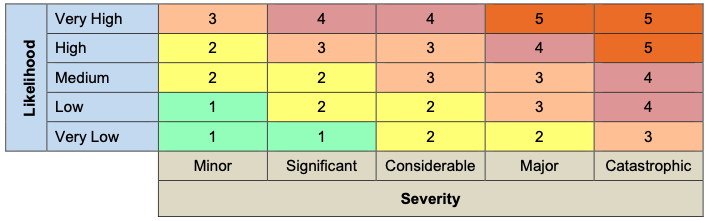 Likelihood
Very High 3 4 4 5 5
High 2 3 3 4 5
Medium 2 2 3 3 4
Low 1 2 2 3 4
Very Low 1 1 2 2 3
Minor Significant Considerable Major Catastrophic
Severity